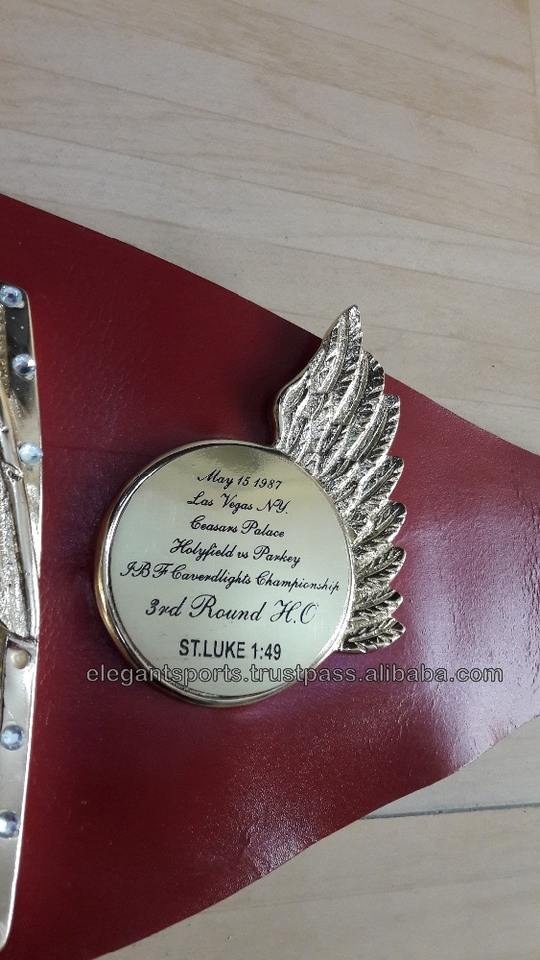 May 15 1987
Las Vegas NY.
Ceasars Palace
Holyfield vs Parkey
IBF Caverdlights Championship
3rd Round H.O
ST.LUKE 1:49
elegantsports.trustpass.alibaba.com